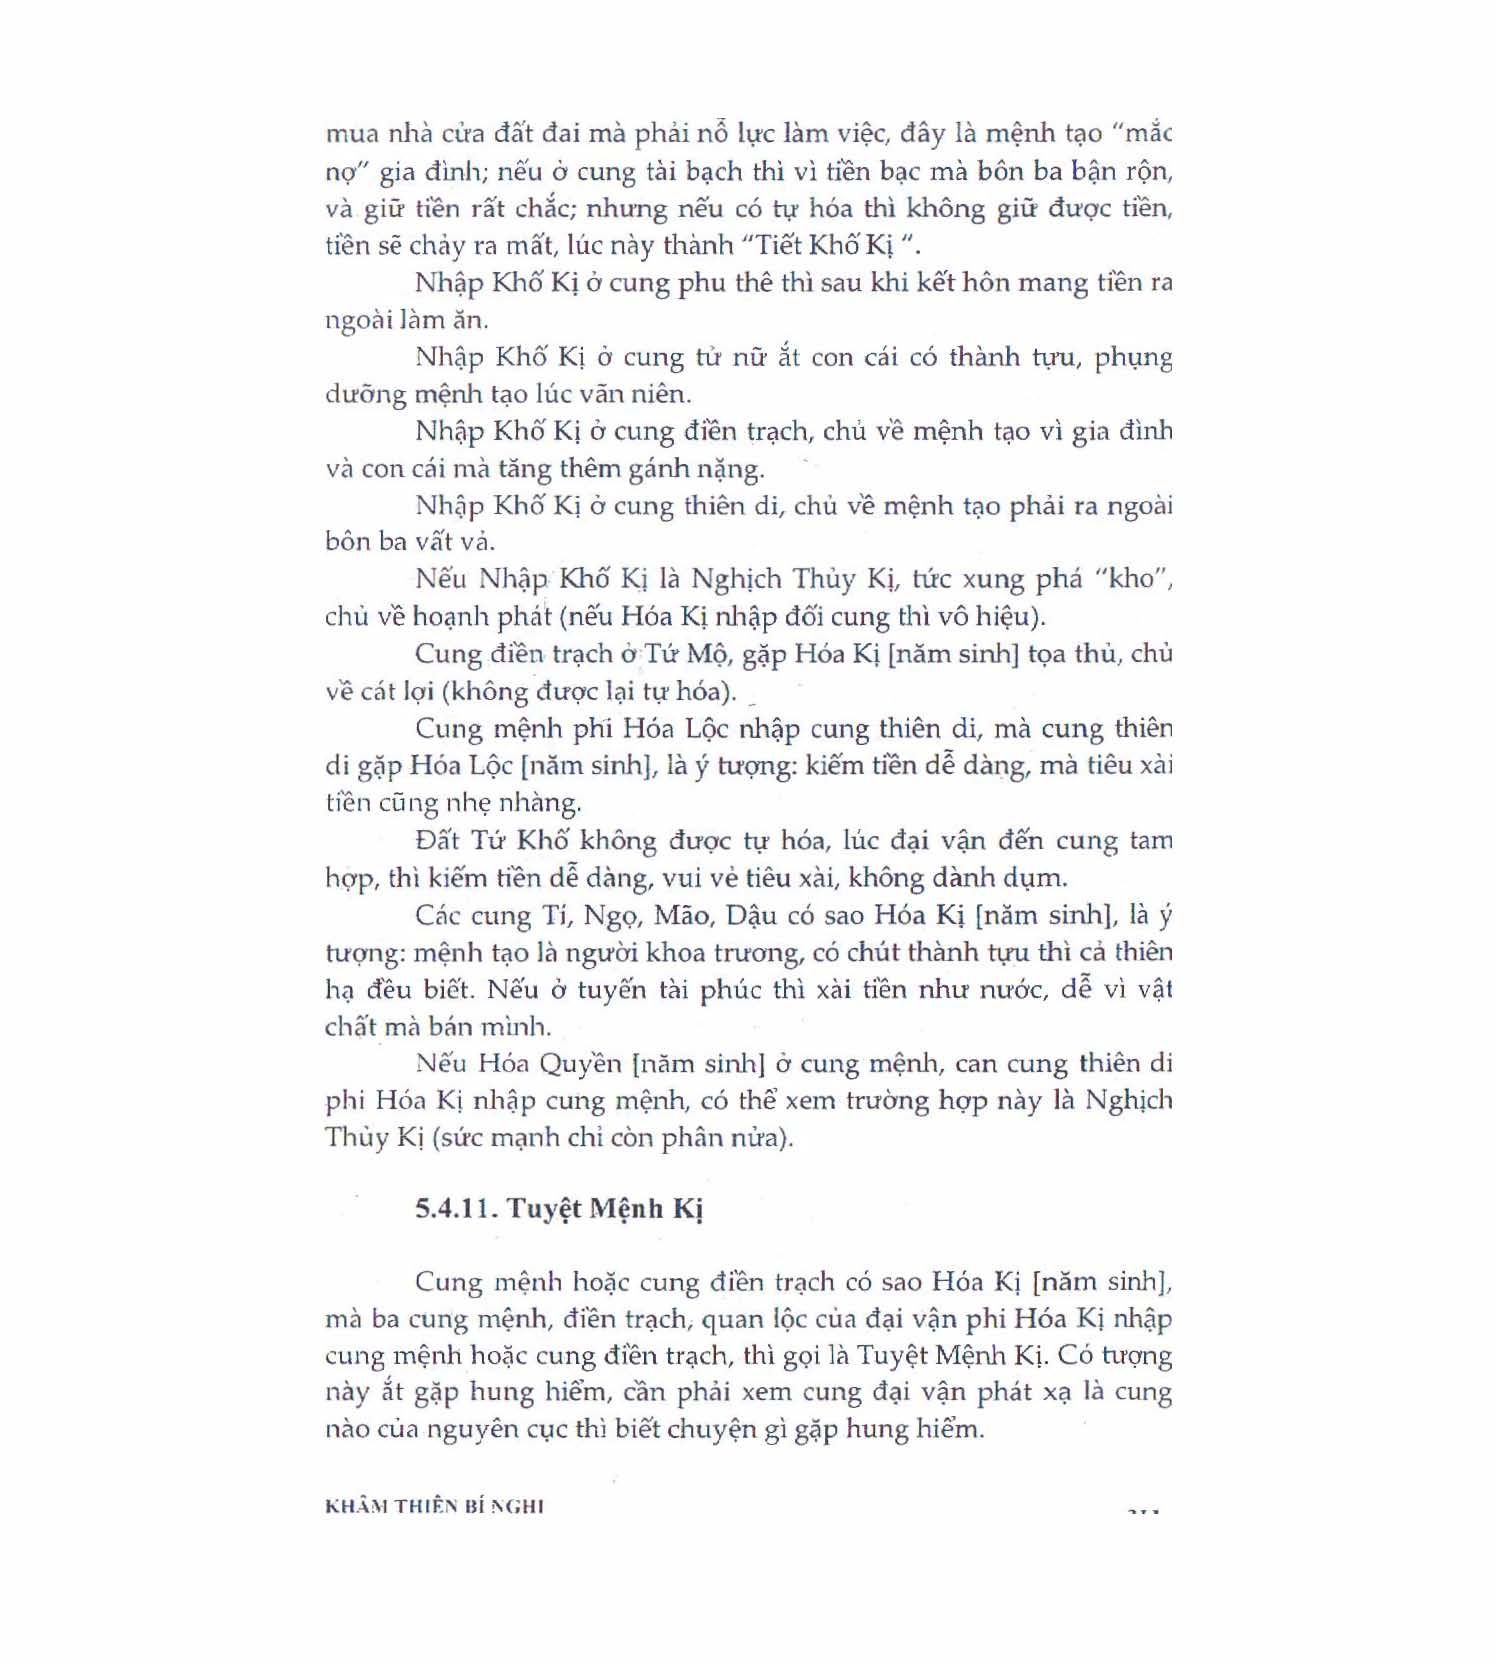 mua nhà cửa đất đai mà phải nỗ lực làm việc, đây là mệnh tạo "mắc
nợ" gia đình; nếu ở cung tài bạch thì vì tiền bạc mà bôn ba bận rộn,
và giữ tiền rất chắc; nhưng nếu có tự hóa thì không giữ được tiền,
tiền sẽ chảy ra mất, lúc này thành "Tiết Khố Kị ".
Nhập Khố Kị ở cung phu thê thì sau khi kết hôn mang tiền ra
ngoài làm ăn.
Nhập Khố Kị ở cung tử nữ ắt con cái có thành tựu, phụng
dưỡng mệnh tạo lúc vãn niên.
Nhập Khố Kị ở cung điền trạch, chủ về mệnh tạo vì gia đình
và con cái mà tăng thêm gánh nặng.
Nhập Khố Kị ở cung thiên di, chủ về mệnh tạo phải ra ngoài
bôn ba vất vả.
Nếu Nhập Khố Kị là Nghịch Thủy Kị, tức xung phá "kho",
chủ về hoạnh phát (nếu Hóa Kị nhập đối cung thì vô hiệu).
Cung điền trạch ở Tứ Mộ, gặp Hóa Kị [năm sinh] tọa thủ, chủ
về cát lợi (không được lại tự hóa).
Cung mệnh phi Hóa Lộc nhập cung thiên di, mà cung thiên
di gặp Hóa Lộc [năm sinh], là ý tượng: kiếm tiền dễ dàng, mà tiêu xài
tiền cũng nhẹ nhàng.
Đất Tứ Khố không được tự hóa, lúc đại vận đến cung tam
hợp, thì kiếm tiền dễ dàng, vui vẻ tiêu xài, không dành dụm.
Các cung Tí, Ngọ, Mão, Dậu có sao Hóa Kị [năm sinh], là ý
tượng: mệnh tạo là người khoa trương, có chút thành tựu thì cả thiên
hạ đều biết. Nếu ở tuyến tài phúc thì xài tiền như nước, dễ vì vật
chất mà bán mình.
Nếu Hóa Quyền [năm sinh] ở cung mệnh, can cung thiên di
phi Hóa Kị nhập cung mệnh, có thể xem trường hợp này là Nghịch
Thủy Kị (sức mạnh chỉ còn phân nửa).
5.4.11. Tuyệt Mệnh Kị
Cung mệnh hoặc cung điền trạch có sao Hóa Kị [năm sinh],
mà ba cung mệnh, điền trạch, quan lộc của đại vận phi Hóa Kị nhập
cung mệnh hoặc cung điền trạch, thì gọi là Tuyệt Mệnh Kị. Có tượng
này ắt gặp hung hiểm, cần phải xem cung đại vận phát xạ là cung
nào của nguyên cục thì biết chuyện gì gặp hung hiểm.
KHÂM THIÊN BÍ NGHI